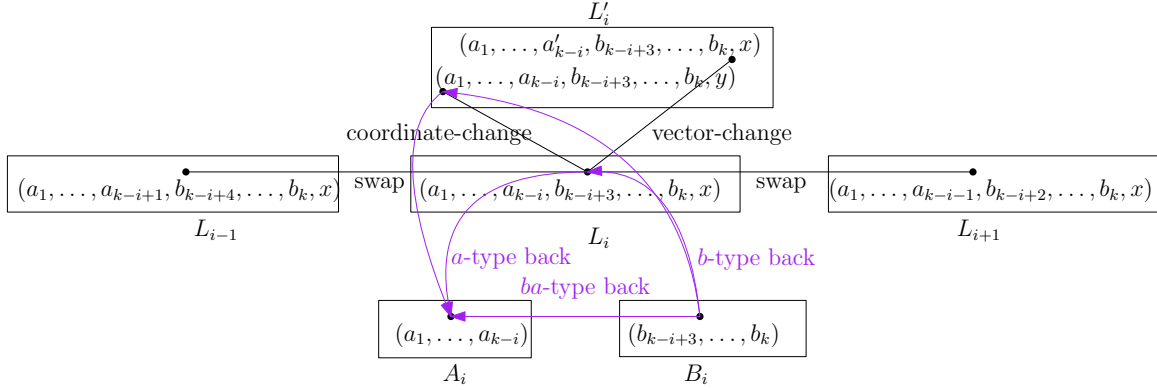 L′_i
(a_1, …, a′_{k−i}, b_{k−i+3}, …, b_k, x)
(a_1, …, a_{k−i}, b_{k−i+3}, …, b_k, y)
coordinate-change vector-change
swap swap
(a_1, …, a_{k−i+1}, b_{k−i+4}, …, b_k, x) (a_1, …, a_{k−i}, b_{k−i+3}, …, b_k, x) (a_1, …, a_{k−i−1}, b_{k−i+2}, …, b_k, x)
L_{i−1} L_i L_{i+1}
a-type back b-type back
ba-type back
(a_1, …, a_{k−i}) (b_{k−i+3}, …, b_k)
A_i B_i